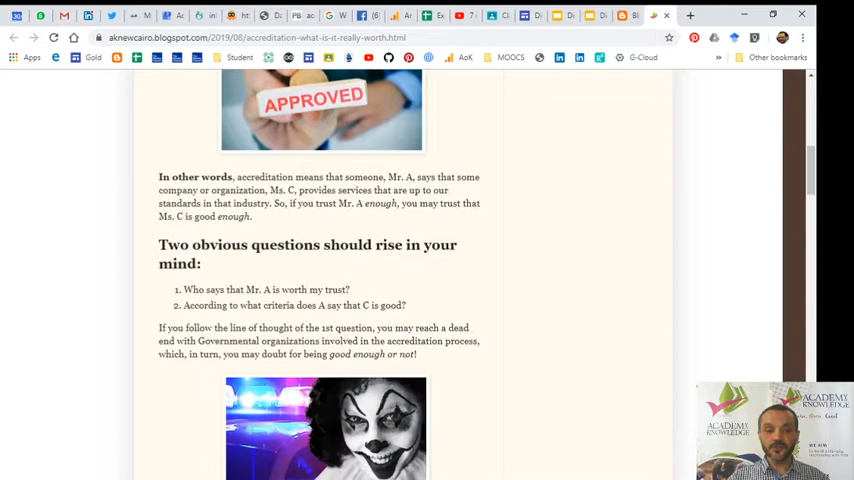 Ex
Bl
aknewcairo.blogspot.com/2019/08/accreditation-what-is-it-really-worth.html
Apps
Gold
Student
AoK
MOOCS
G-Cloud
»
Other bookmarks
APPROVED
In other words, accreditation means that someone, Mr. A, says that some
company or organization, Ms. C, provides services that are up to our
standards in that industry. So, if you trust Mr. A enough, you may trust that
Ms. C is good enough.
Two obvious questions should rise in your
mind:
1. Who says that Mr. A is worth my trust?
2. According to what criteria does A say that C is good?
If you follow the line of thought of the 1st question, you may reach a dead
end with Governmental organizations involved in the accreditation process,
which, in turn, you may doubt for being good enough or not!
ACADEMY
KNOWLEDGE
ACADEMY
KNOWLEDGE
WE AIM